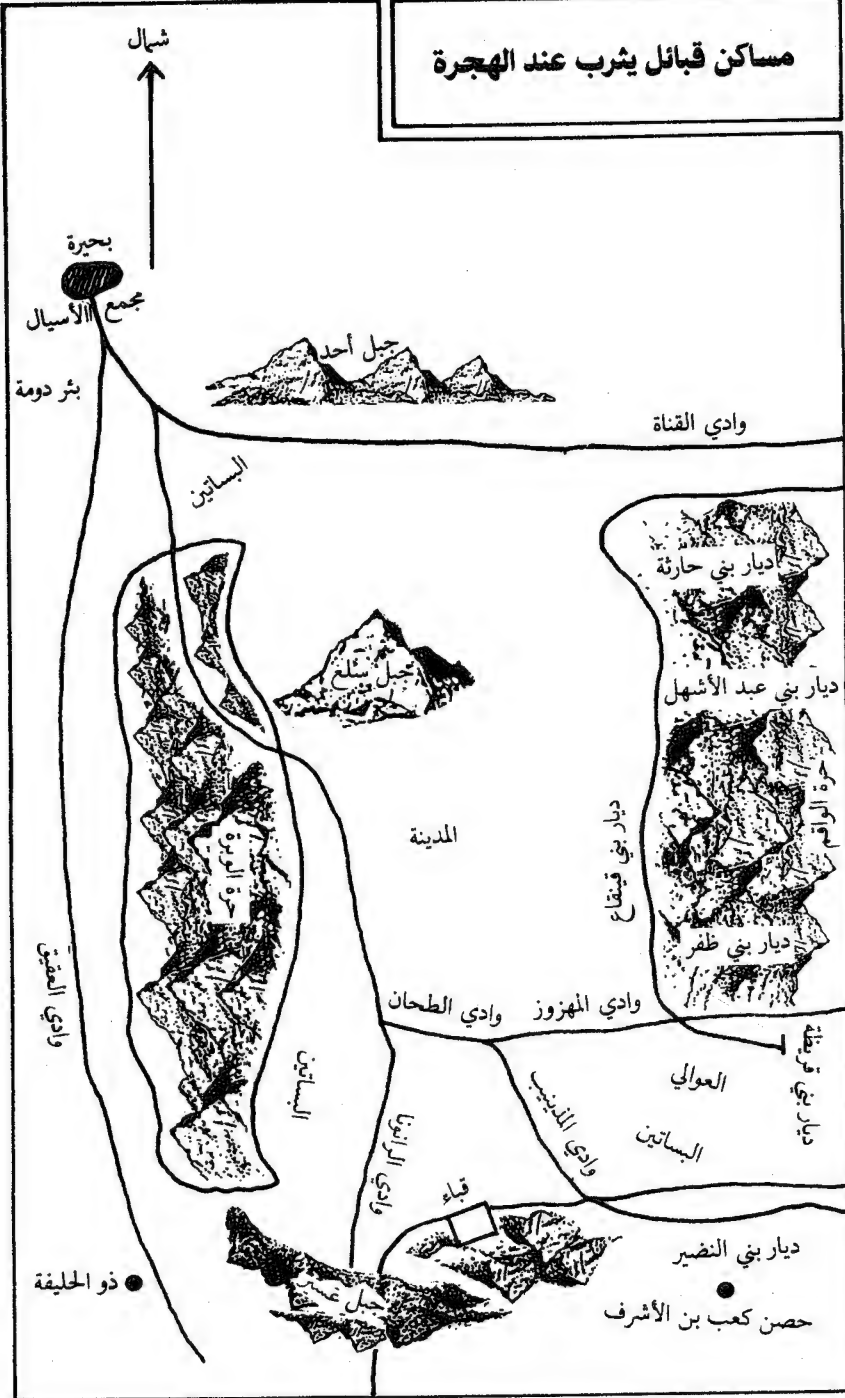 مساكن قبائل يثرب عند الهجرة
شمال
بحيرة
مجمع الأسيال
بئر دومة
جبل أحد
وادي القناة
البساتين
ديار بني حارثة
جبل سلع
ديار بني عبد الأشهل
حرة الواقم
ديار بني قينقاع
المدينة
حرة الوبرة
ديار بني ظفر
وادي العقيق
وادي الطحان
وادي المهزوز
ديار بني قريظة
العوالي
البساتين
البساتين
وادي المذينيب
وادي الرانونا
قباء
ديار بني النضير
جبل عير
ذو الحليفة
حصن كعب بن الأشرف